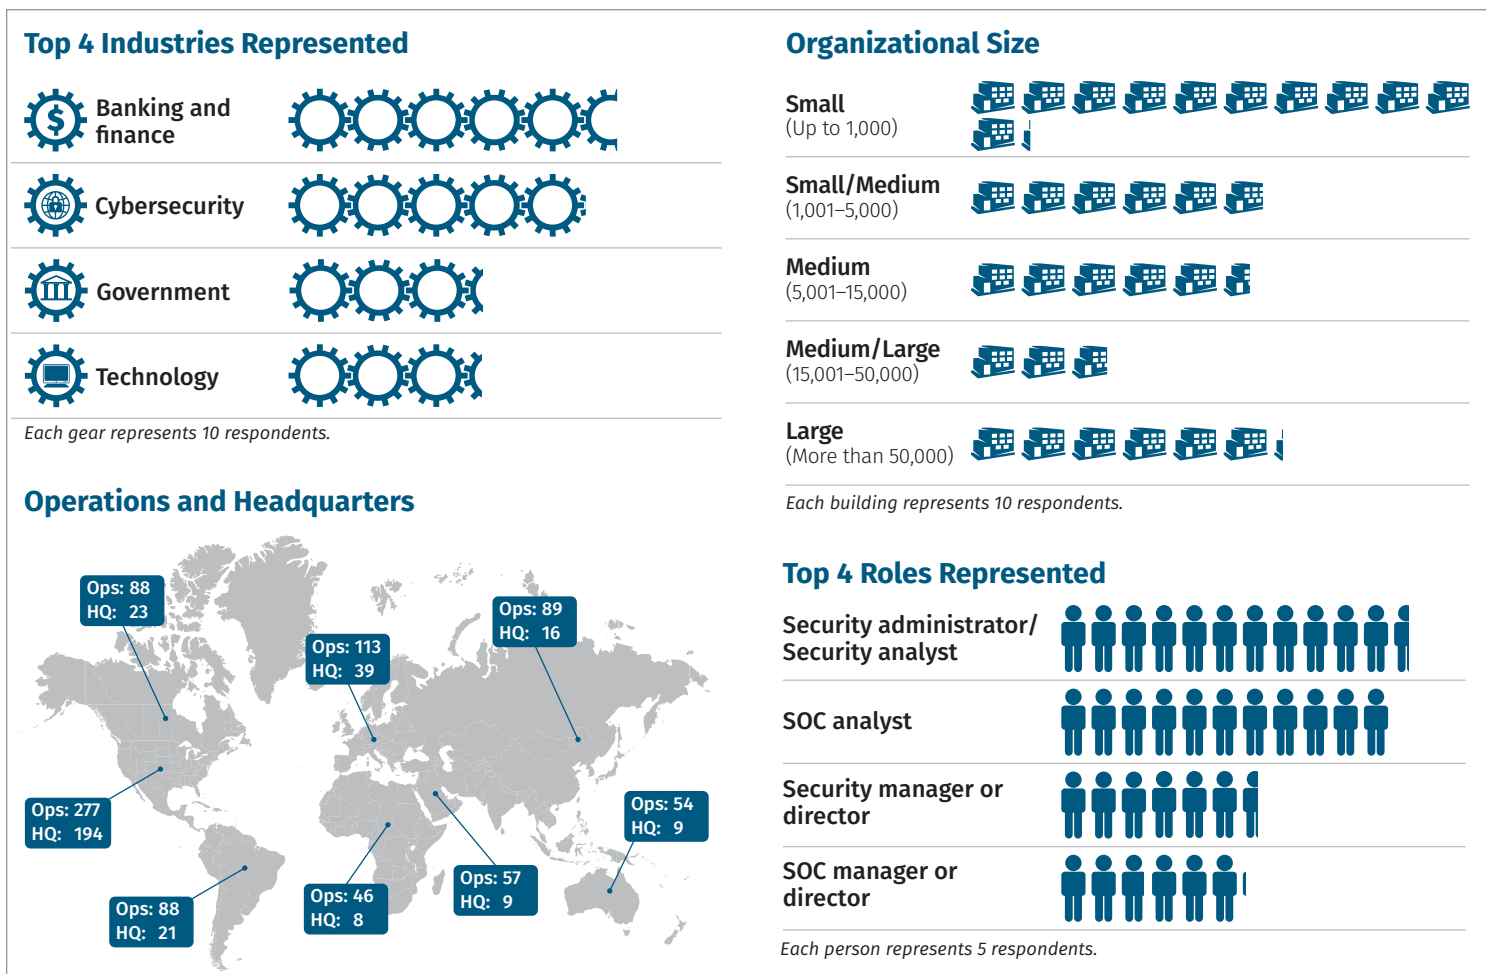 Top 4 Industries Represented
$
Banking and
finance
Cybersecurity
Government
Technology
Each gear represents 10 respondents.
Operations and Headquarters
Ops: 88
HQ: 23
Ops: 113
HQ: 39
Ops: 89
HQ: 16
Ops: 277
HQ: 194
Ops: 54
HQ: 9
Ops: 57
HQ: 9
Ops: 46
HQ: 8
Ops: 88
HQ: 21
Organizational Size
Small
(Up to 1,000)
Small/Medium
(1,001–5,000)
Medium
(5,001–15,000)
Medium/Large
(15,001–50,000)
Large
(More than 50,000)
Each building represents 10 respondents.
Top 4 Roles Represented
Security administrator/
Security analyst
SOC analyst
Security manager or
director
SOC manager or
director
Each person represents 5 respondents.